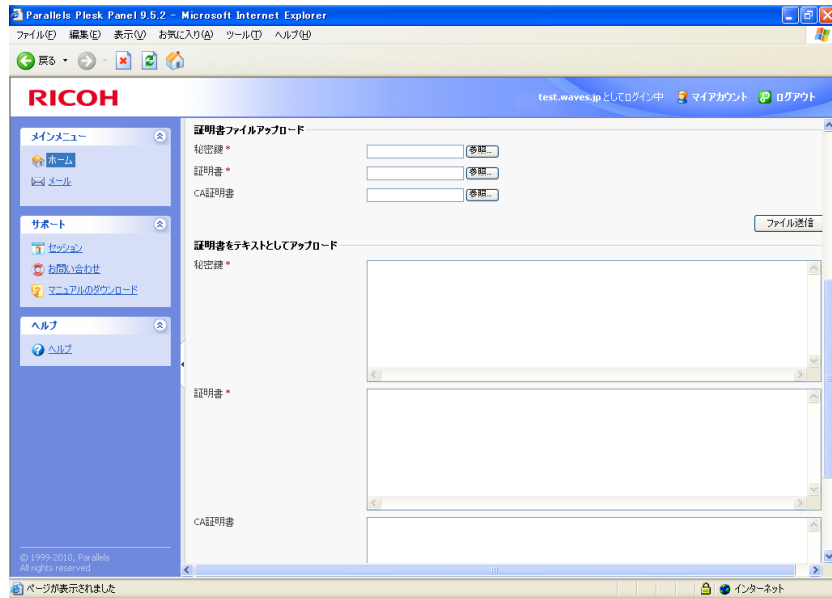 Parallels Plesk Panel 9.5.2 - Microsoft Internet Explorer
ファイル(F) 編集(E) 表示(V) お気に入り(A) ツール(T) ヘルプ(H)
戻る
RICOH
test.waves.jp としてログイン中 マイアカウント ログアウト
メインメニュー
ホーム
メール
サポート
セッション
お問い合わせ
マニュアルのダウンロード
ヘルプ
ヘルプ
© 1999-2010, Parallels
All rights reserved
証明書ファイルアップロード
秘密鍵 * 参照...
証明書 * 参照...
CA証明書 参照...
ファイル送信
証明書をテキストとしてアップロード
秘密鍵 *
証明書 *
CA証明書
ページが表示されました
インターネット